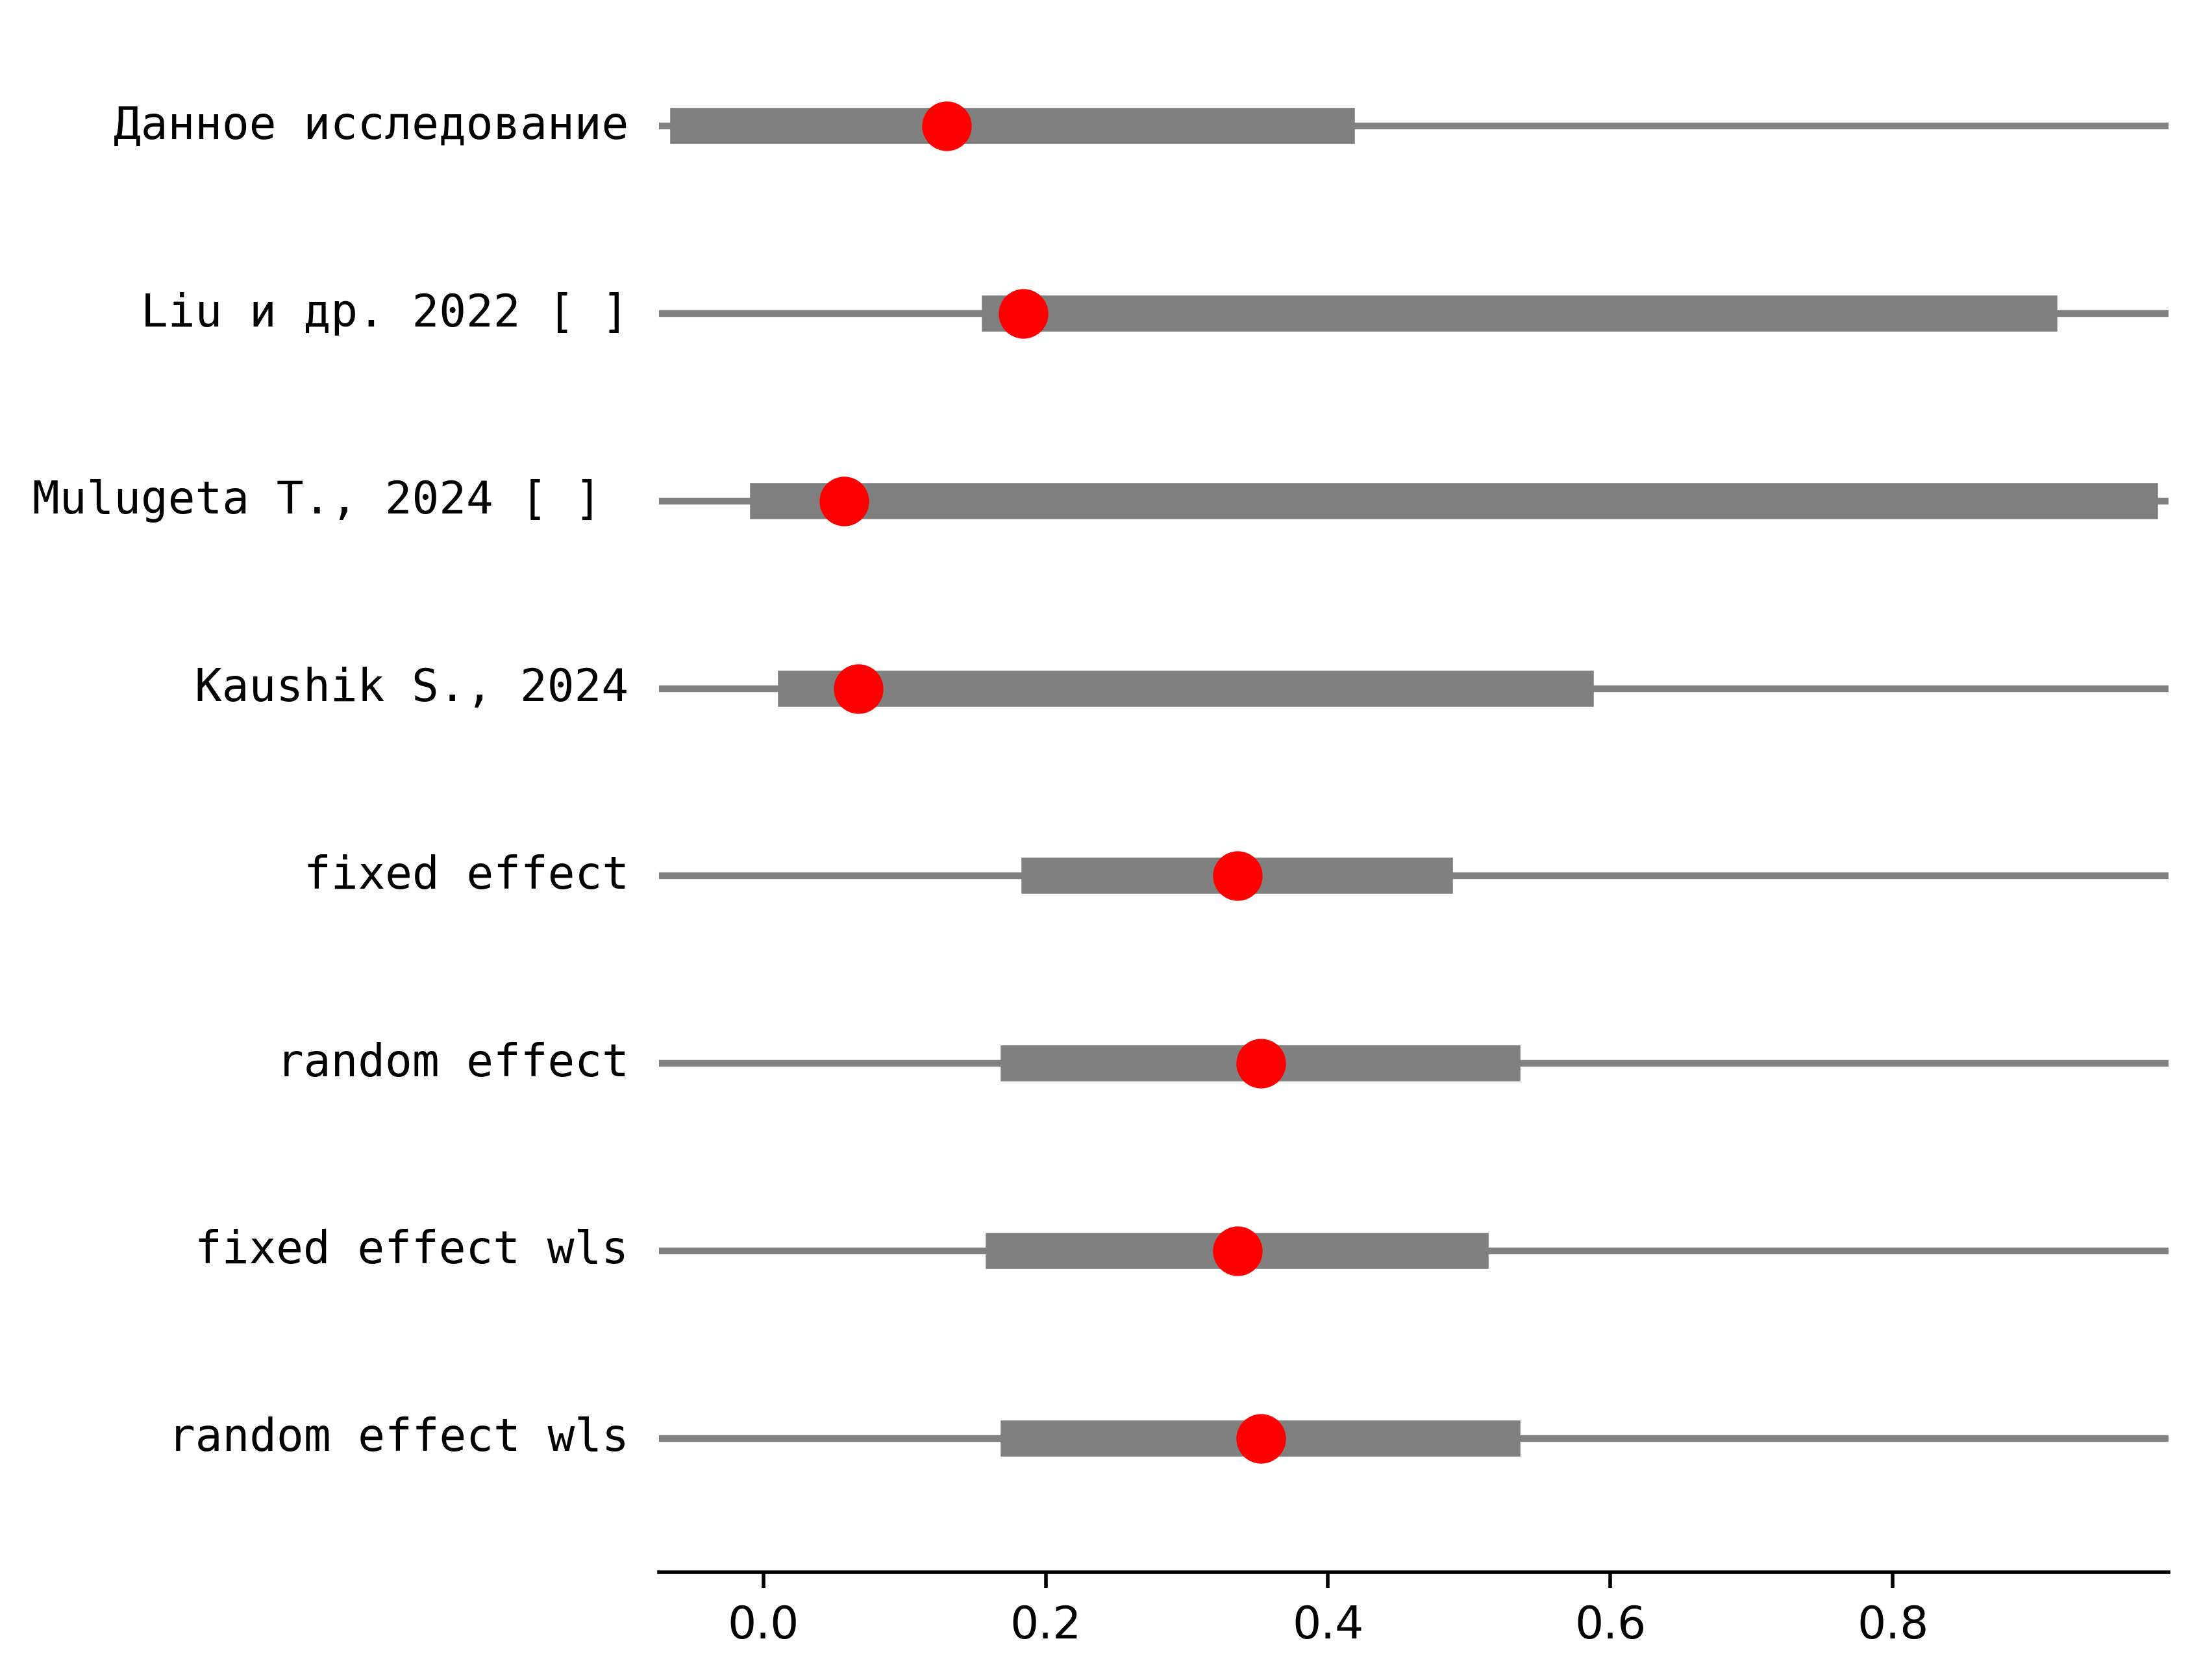 Данное исследование
Liu и др. 2022 [ ]
Mulugeta T., 2024 [ ]
Kaushik S., 2024
fixed effect
random effect
fixed effect wls
random effect wls
0.0 0.2 0.4 0.6 0.8